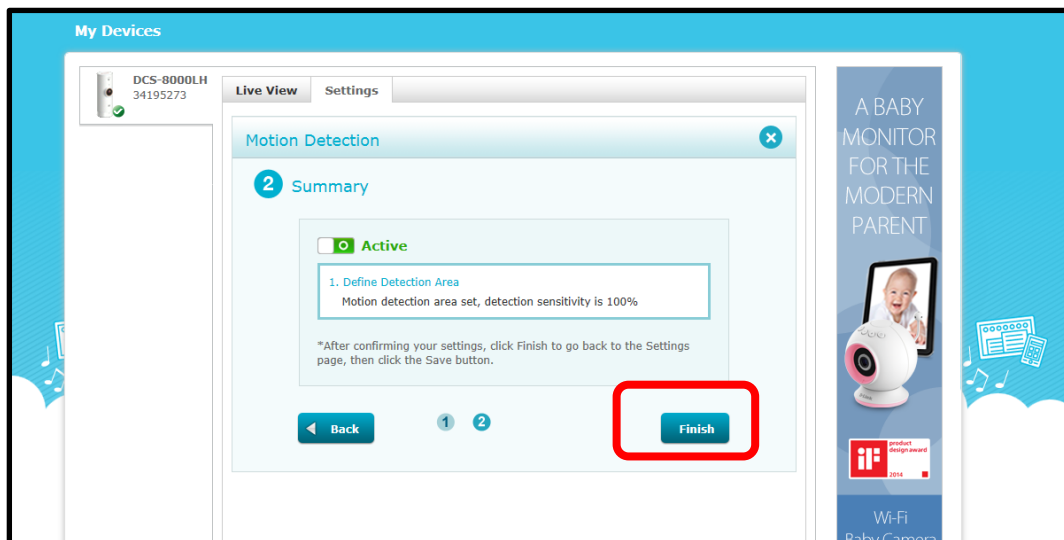 My Devices
DCS-8000LH
34195273
Live View
Settings
Motion Detection
2 Summary
Active
1. Define Detection Area
Motion detection area set, detection sensitivity is 100%
*After confirming your settings, click Finish to go back to the Settings
page, then click the Save button.
Back
1 2
Finish
A BABY
MONITOR
FOR THE
MODERN
PARENT
iF
product
design award
2014
Wi-Fi
Baby Camera